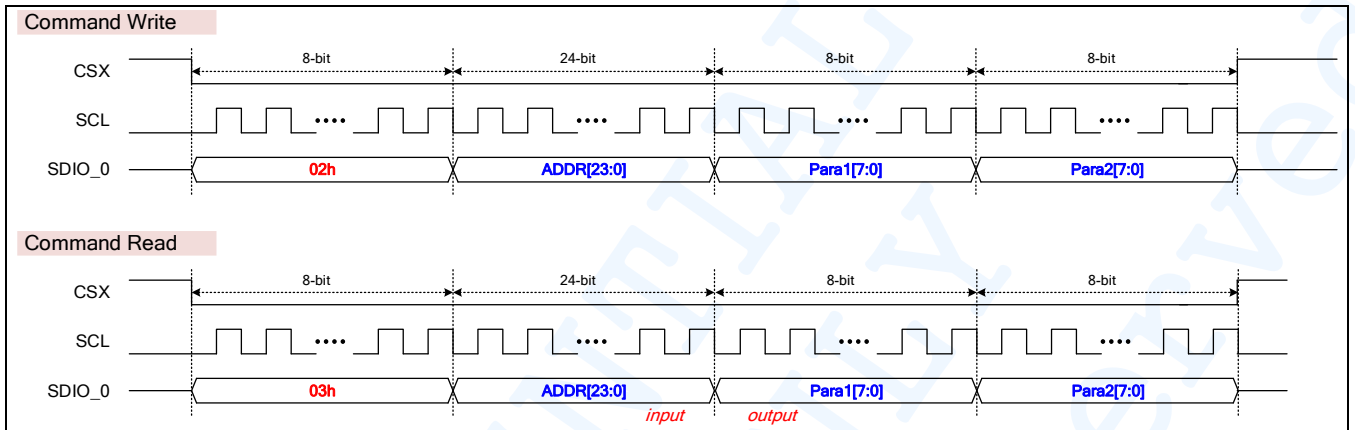 Command Write
8-bit 24-bit 8-bit 8-bit
CSX
SCL
SDIO_0 02h ADDR[23:0] Para1[7:0] Para2[7:0]
Command Read
8-bit 24-bit 8-bit 8-bit
CSX
SCL
SDIO_0 03h ADDR[23:0] Para1[7:0] Para2[7:0]
input output